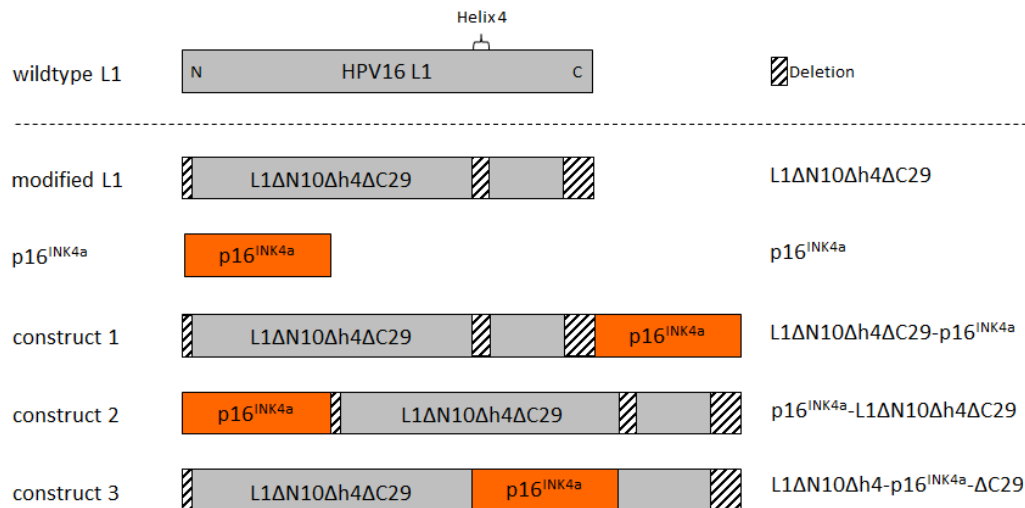 Helix 4
wildtype L1 N HPV16 L1 C Deletion
modified L1 L1ΔN10Δh4ΔC29 L1ΔN10Δh4ΔC29
p16INK4a p16INK4a p16INK4a
construct 1 L1ΔN10Δh4ΔC29 p16INK4a L1ΔN10Δh4ΔC29-p16INK4a
construct 2 p16INK4a L1ΔN10Δh4ΔC29 p16INK4a-L1ΔN10Δh4ΔC29
construct 3 L1ΔN10Δh4ΔC29 p16INK4a L1ΔN10Δh4-p16INK4a-ΔC29